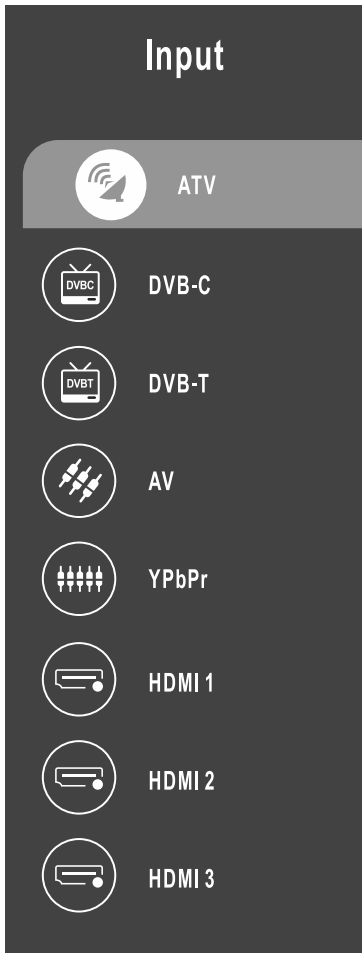 Input
ATV
DVBC
DVB-C
DVBT
DVB-T
AV
YPbPr
HDMI 1
HDMI 2
HDMI 3